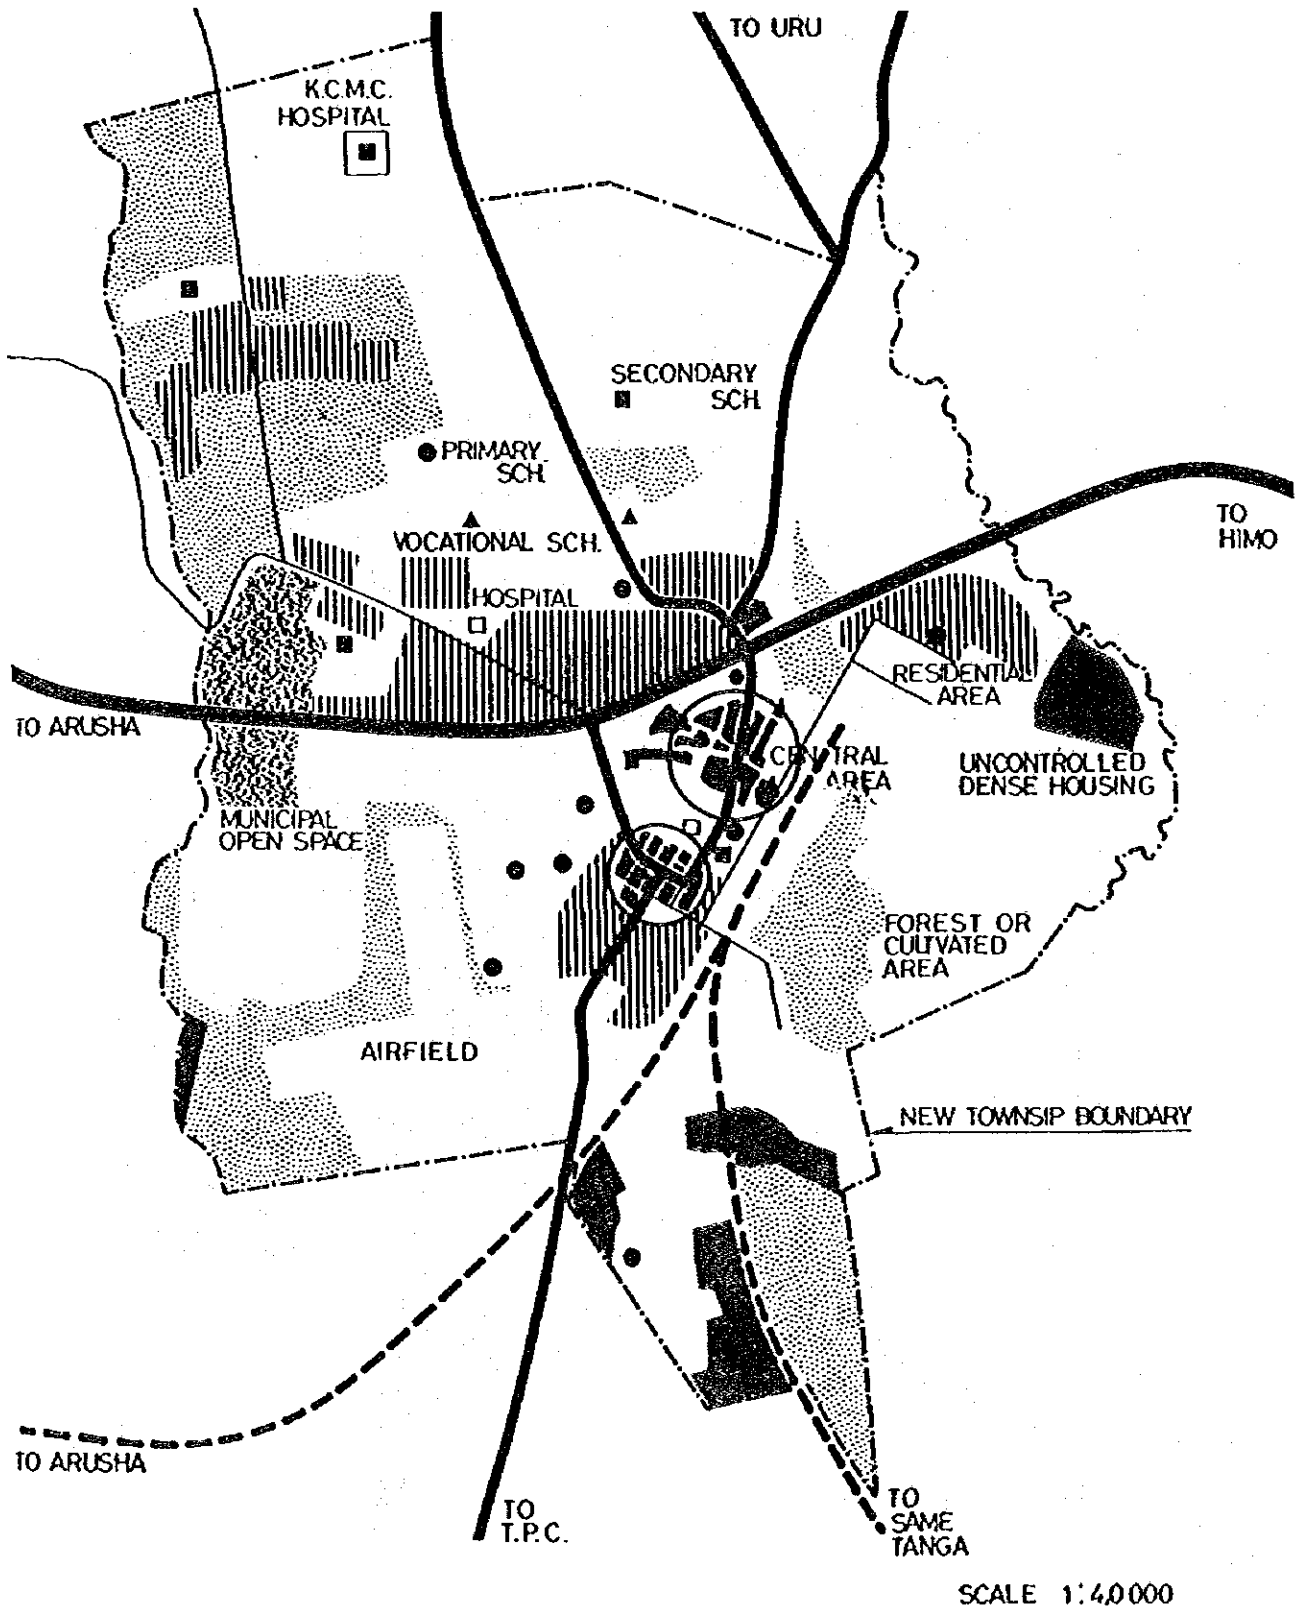 TO URU
K.C.M.C.
HOSPITAL
SECONDARY
SCH.
PRIMARY
SCH.
VOCATIONAL SCH.
TO
HIMO
HOSPITAL
RESIDENTIAL
AREA
TO ARUSHA
CENTRAL
AREA
UNCONTROLLED
DENSE HOUSING
MUNICIPAL
OPEN SPACE
FOREST OR
CULTIVATED
AREA
AIRFIELD
NEW TOWNSIP BOUNDARY
TO ARUSHA
TO
T.P.C.
TO
SAME
TANGA
SCALE 1:4,0000